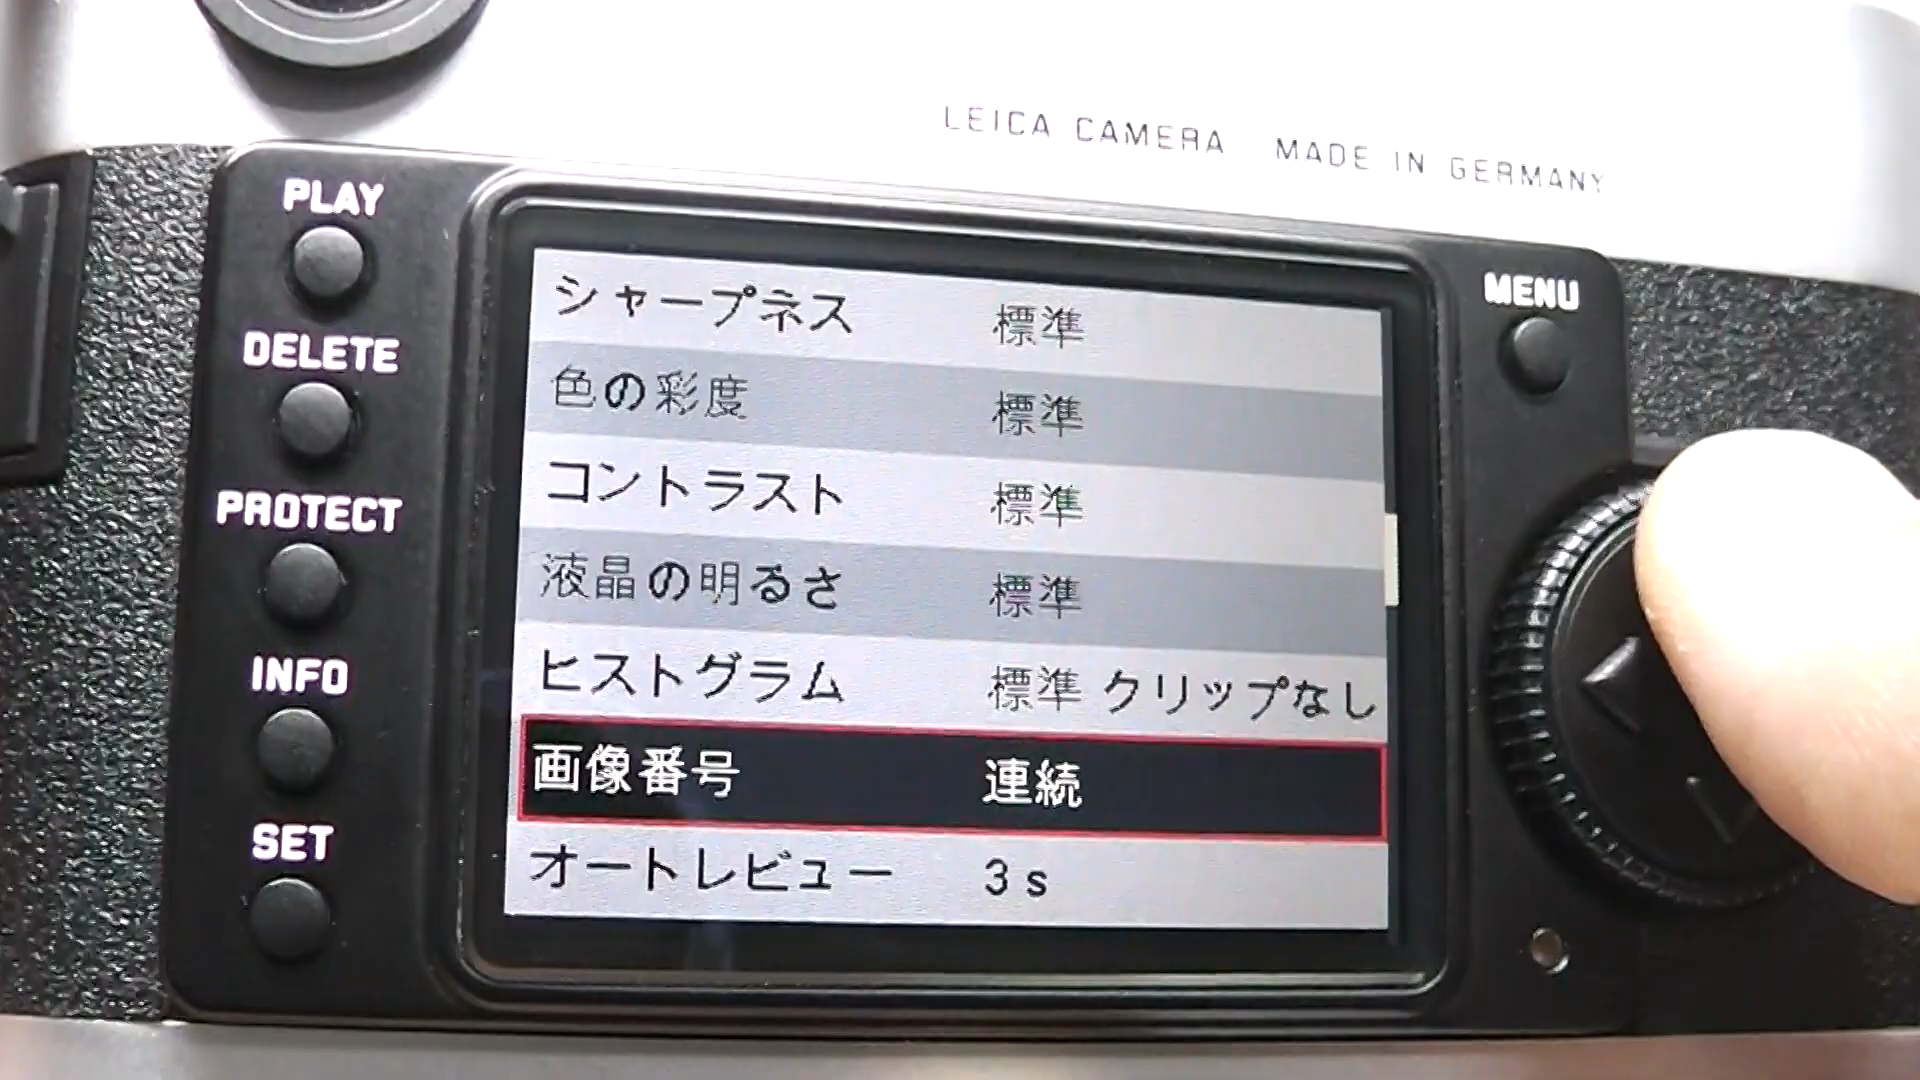 LEICA CAMERA MADE IN GERMANY
PLAY
DELETE
PROTECT
INFO
SET
MENU
シャープネス 標準
色の彩度 標準
コントラスト 標準
液晶の明るさ 標準
ヒストグラム 標準 クリップなし
画像番号 連続
オートレビュー 3 s